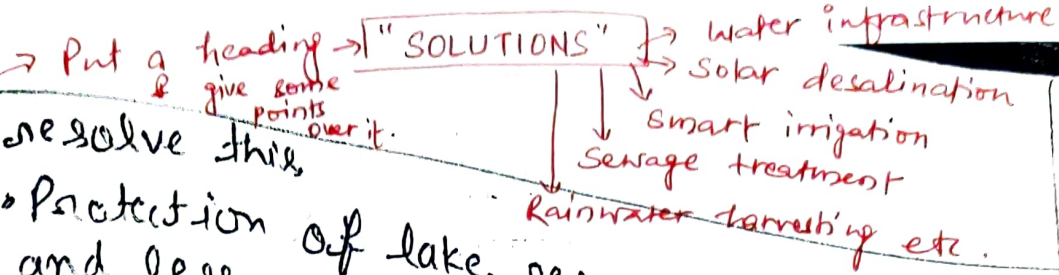 → Put a heading → "SOLUTIONS" → Water infrastructure
& give some → Solar desalination
points
over it. Smart irrigation
resolve this, Sewage treatment
• Protection of lake, Rainwater harvesting etc.
and